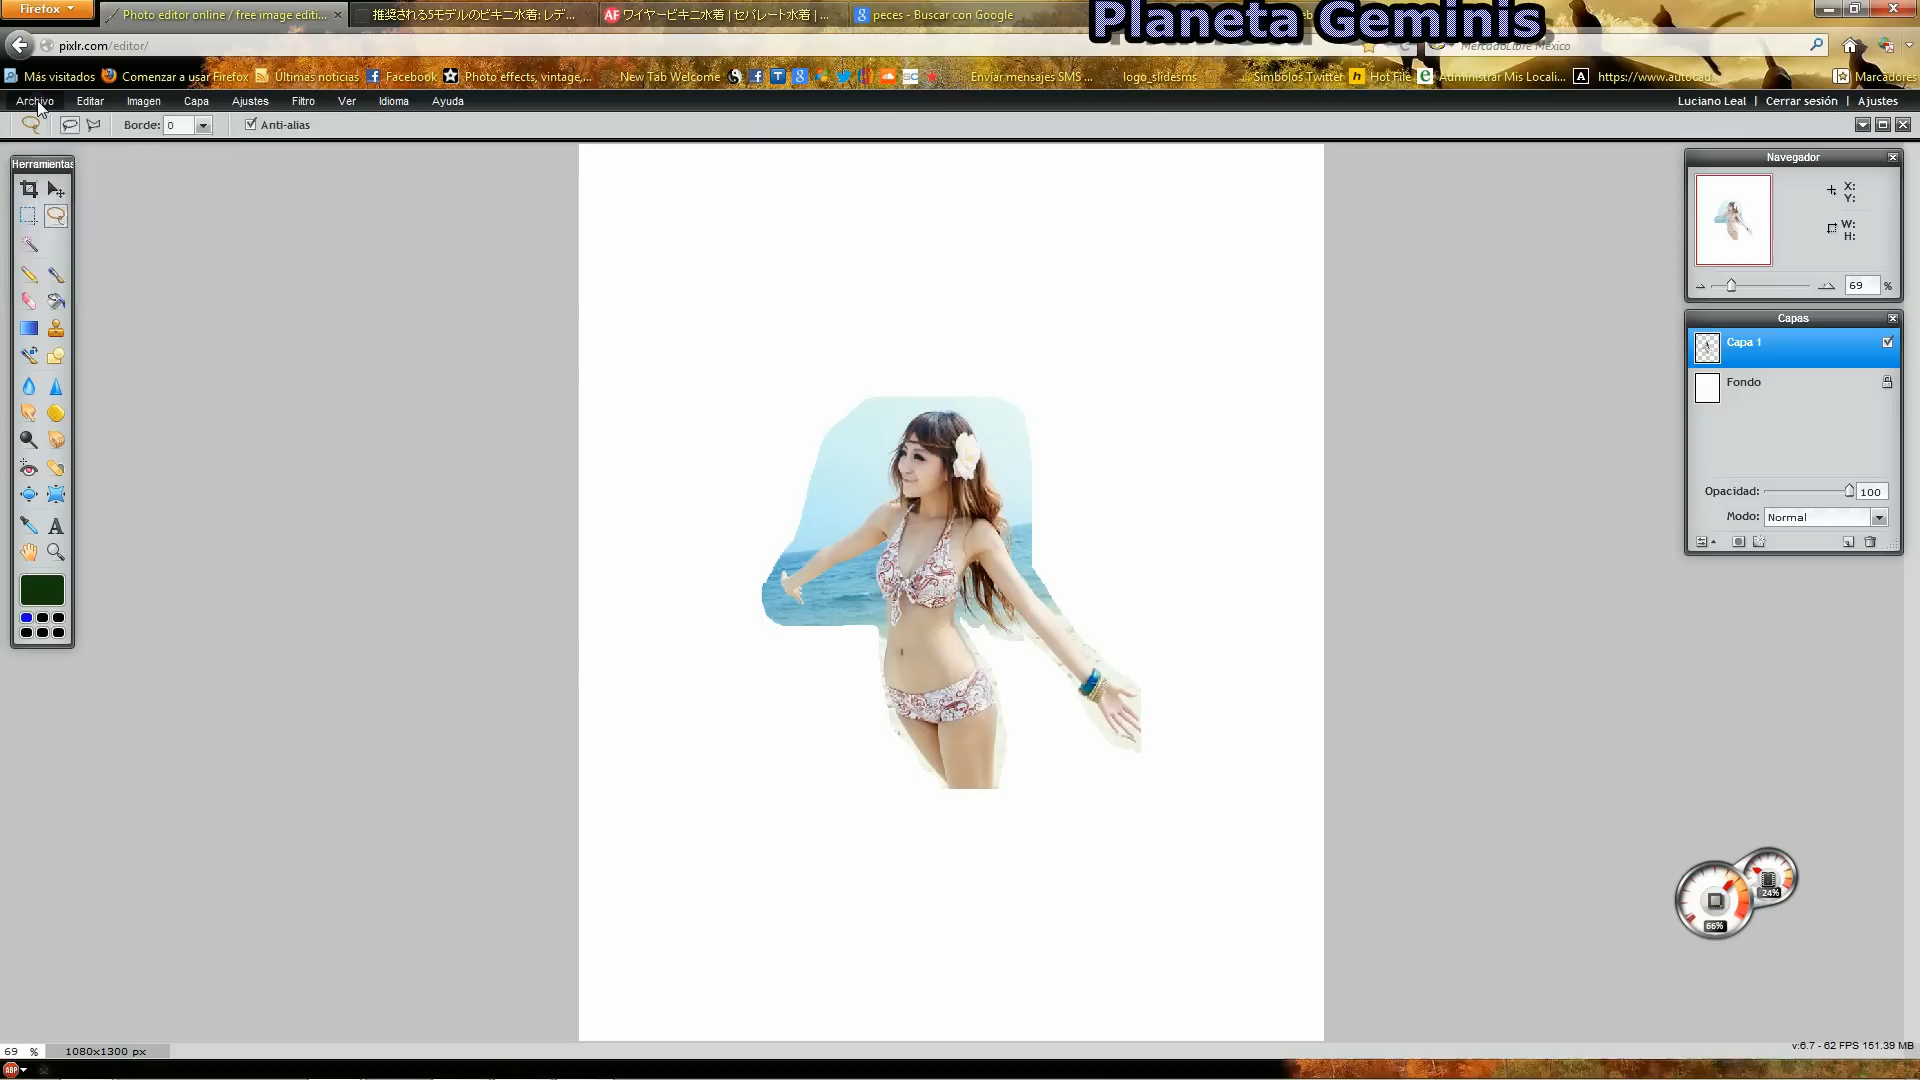 Planeta Geminis
Firefox
Photo editor online / free image editi...
推奨される5モデルのビキニ水着: レデ...
AF ワイヤービキニ水着 | セパレート水着 | ...
peces - Buscar con Google
pixlr.com/editor/
MercadoLibre México
Más visitados
Comenzar a usar Firefox
Últimas noticias
Facebook
Photo effects, vintage,...
New Tab Welcome
Enviar mensajes SMS ...
logo_slidesms
Símbolos Twitter
Hot File
Administrar Mis Locali...
https://www.autocad...
Marcadores
Archivo Editar Imagen Capa Ajustes Filtro Ver Idioma Ayuda
Luciano Leal | Cerrar sesión | Ajustes
Borde: 0
Anti-alias
Herramientas
Navegador
X:
Y:
W:
H:
69 %
Capas
Capa 1
Fondo
Opacidad: 100
Modo: Normal
24%
66%
69 % 1080x1300 px
v:6.7 - 62 FPS 151.39 MB
ABP